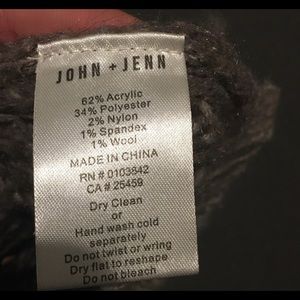 JOHN + JENN
62% Acrylic
34% Polyester
2% Nylon
1% Spandex
1% Wool
MADE IN CHINA
RN # 0103842
CA # 25459
Dry Clean
or
Hand wash cold
separately
Do not twist or wring
Dry flat to reshape
Do not bleach